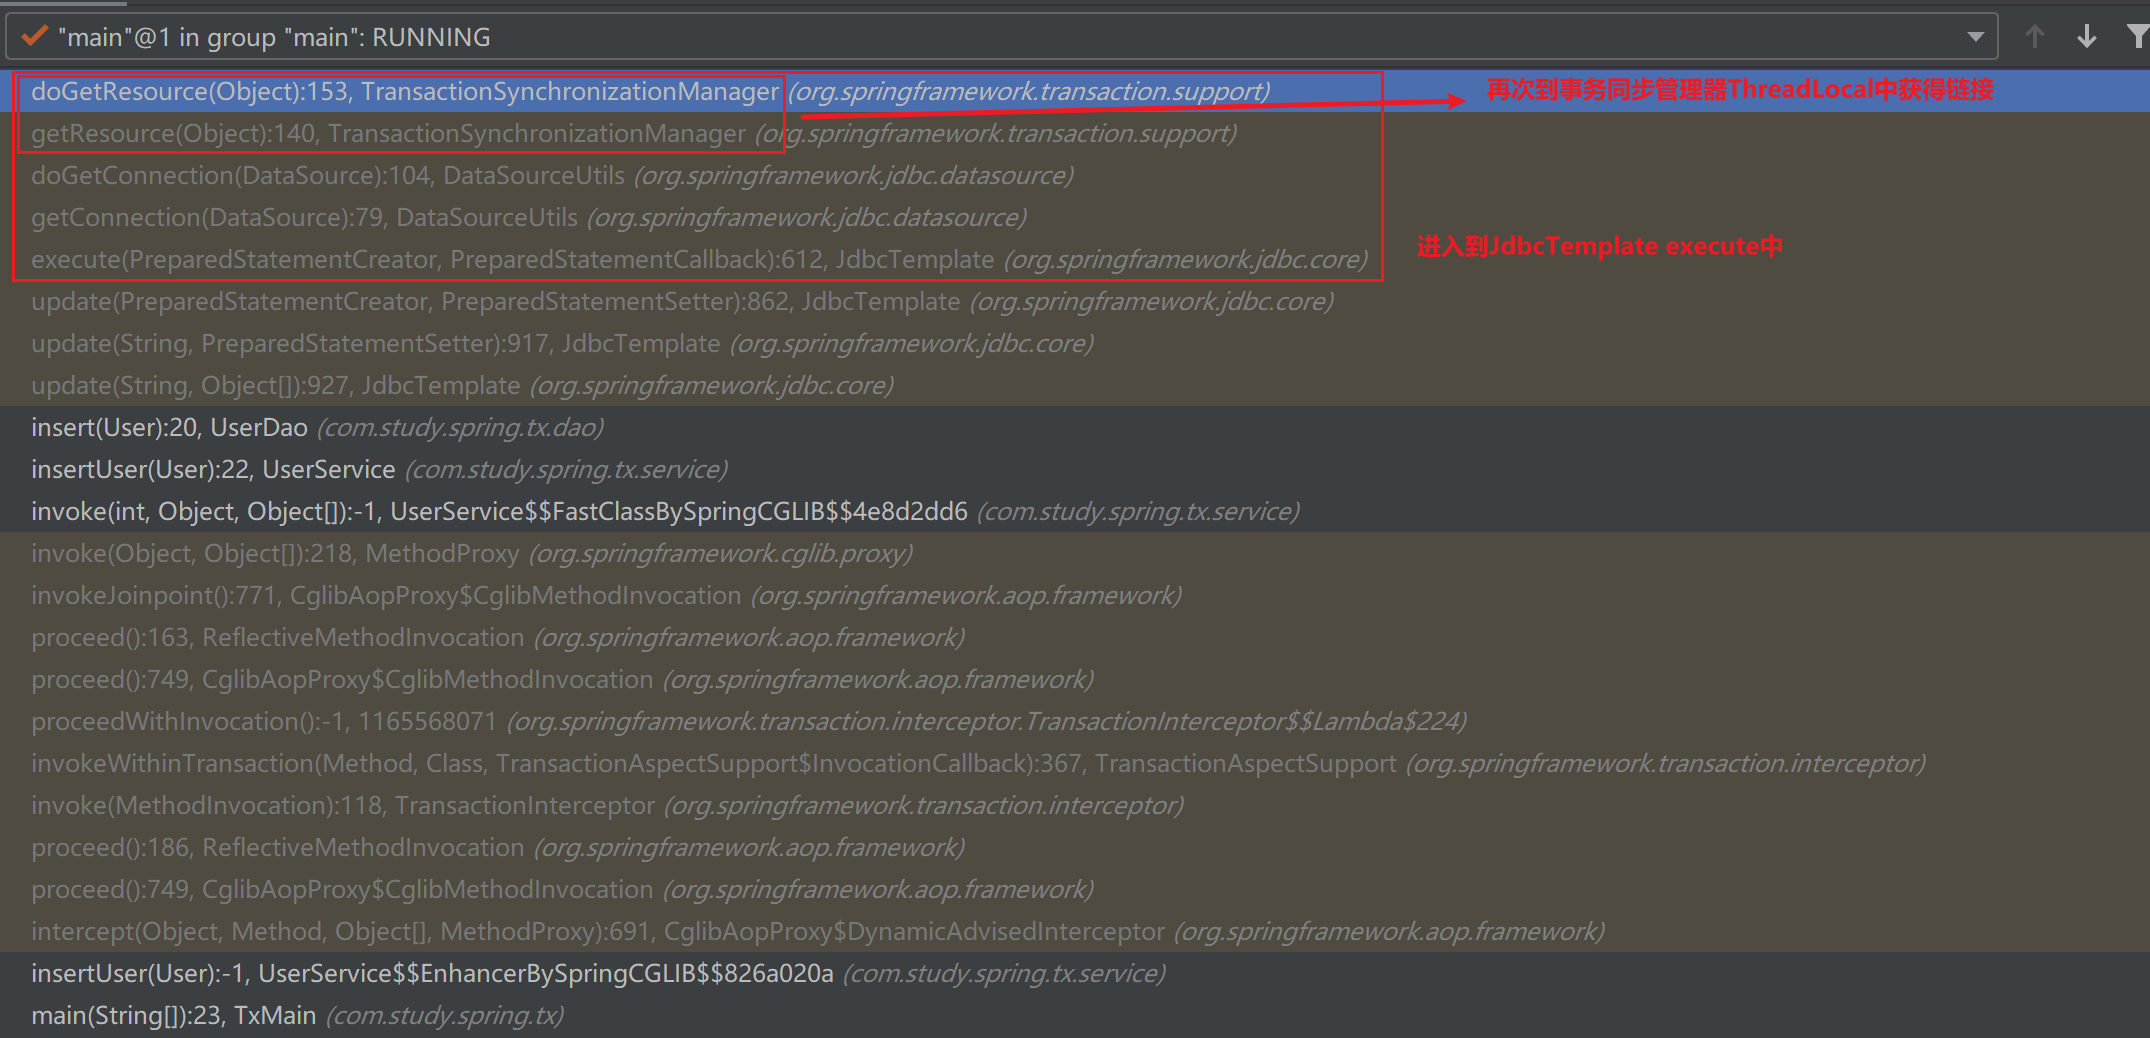 "main"@1 in group "main": RUNNING
doGetResource(Object):153, TransactionSynchronizationManager (org.springframework.transaction.support)
再次到事务同步管理器ThreadLocal中获得链接
getResource(Object):140, TransactionSynchronizationManager (org.springframework.transaction.support)
doGetConnection(DataSource):104, DataSourceUtils (org.springframework.jdbc.datasource)
getConnection(DataSource):79, DataSourceUtils (org.springframework.jdbc.datasource)
execute(PreparedStatementCreator, PreparedStatementCallback):612, JdbcTemplate (org.springframework.jdbc.core)
进入到JdbcTemplate execute中
update(PreparedStatementCreator, PreparedStatementSetter):862, JdbcTemplate (org.springframework.jdbc.core)
update(String, PreparedStatementSetter):917, JdbcTemplate (org.springframework.jdbc.core)
update(String, Object[]):927, JdbcTemplate (org.springframework.jdbc.core)
insert(User):20, UserDao (com.study.spring.tx.dao)
insertUser(User):22, UserService (com.study.spring.tx.service)
invoke(int, Object, Object[]):-1, UserService$$FastClassBySpringCGLIB$$4e8d2dd6 (com.study.spring.tx.service)
invoke(Object, Object[]):218, MethodProxy (org.springframework.cglib.proxy)
invokeJoinpoint():771, CglibAopProxy$CglibMethodInvocation (org.springframework.aop.framework)
proceed():163, ReflectiveMethodInvocation (org.springframework.aop.framework)
proceed():749, CglibAopProxy$CglibMethodInvocation (org.springframework.aop.framework)
proceedWithInvocation():-1, 1165568071 (org.springframework.transaction.interceptor.TransactionInterceptor$$Lambda$224)
invokeWithinTransaction(Method, Class, TransactionAspectSupport$InvocationCallback):367, TransactionAspectSupport (org.springframework.transaction.interceptor)
invoke(MethodInvocation):118, TransactionInterceptor (org.springframework.transaction.interceptor)
proceed():186, ReflectiveMethodInvocation (org.springframework.aop.framework)
proceed():749, CglibAopProxy$CglibMethodInvocation (org.springframework.aop.framework)
intercept(Object, Method, Object[], MethodProxy):691, CglibAopProxy$DynamicAdvisedInterceptor (org.springframework.aop.framework)
insertUser(User):-1, UserService$$EnhancerBySpringCGLIB$$826a020a (com.study.spring.tx.service)
main(String[]):23, TxMain (com.study.spring.tx)